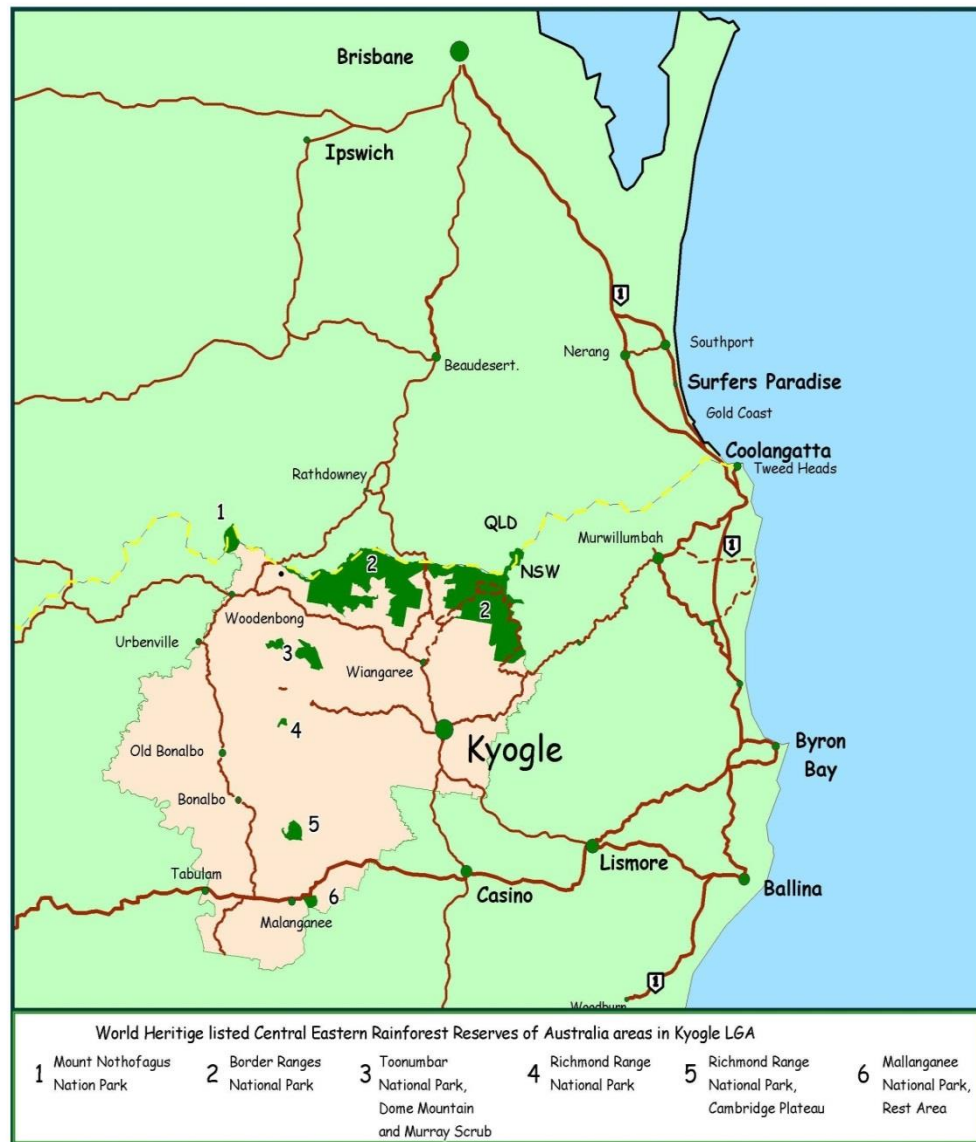 Brisbane
Ipswich
1
Southport
Nerang
Beaudesert.
Surfers Paradise
Gold Coast
Coolangatta
Tweed Heads
Rathdowney
1
QLD
Murwillumbah
1
2
NSW
2
Woodenbong
Urbenville
3
Wiangaree
4
Kyogle
Old Bonalbo
Byron
Bay
Bonalbo
5
Lismore
Tabulam
Casino
Ballina
6
Malanganee
1
Woodburn
World Heritige listed Central Eastern Rainforest Reserves of Australia areas in Kyogle LGA
1 Mount Nothofagus
Nation Park
2 Border Ranges
National Park
3 Toonumbar
National Park,
Dome Mountain
and Murray Scrub
4 Richmond Range
National Park
5 Richmond Range
National Park,
Cambridge Plateau
6 Mallanganee
National Park,
Rest Area